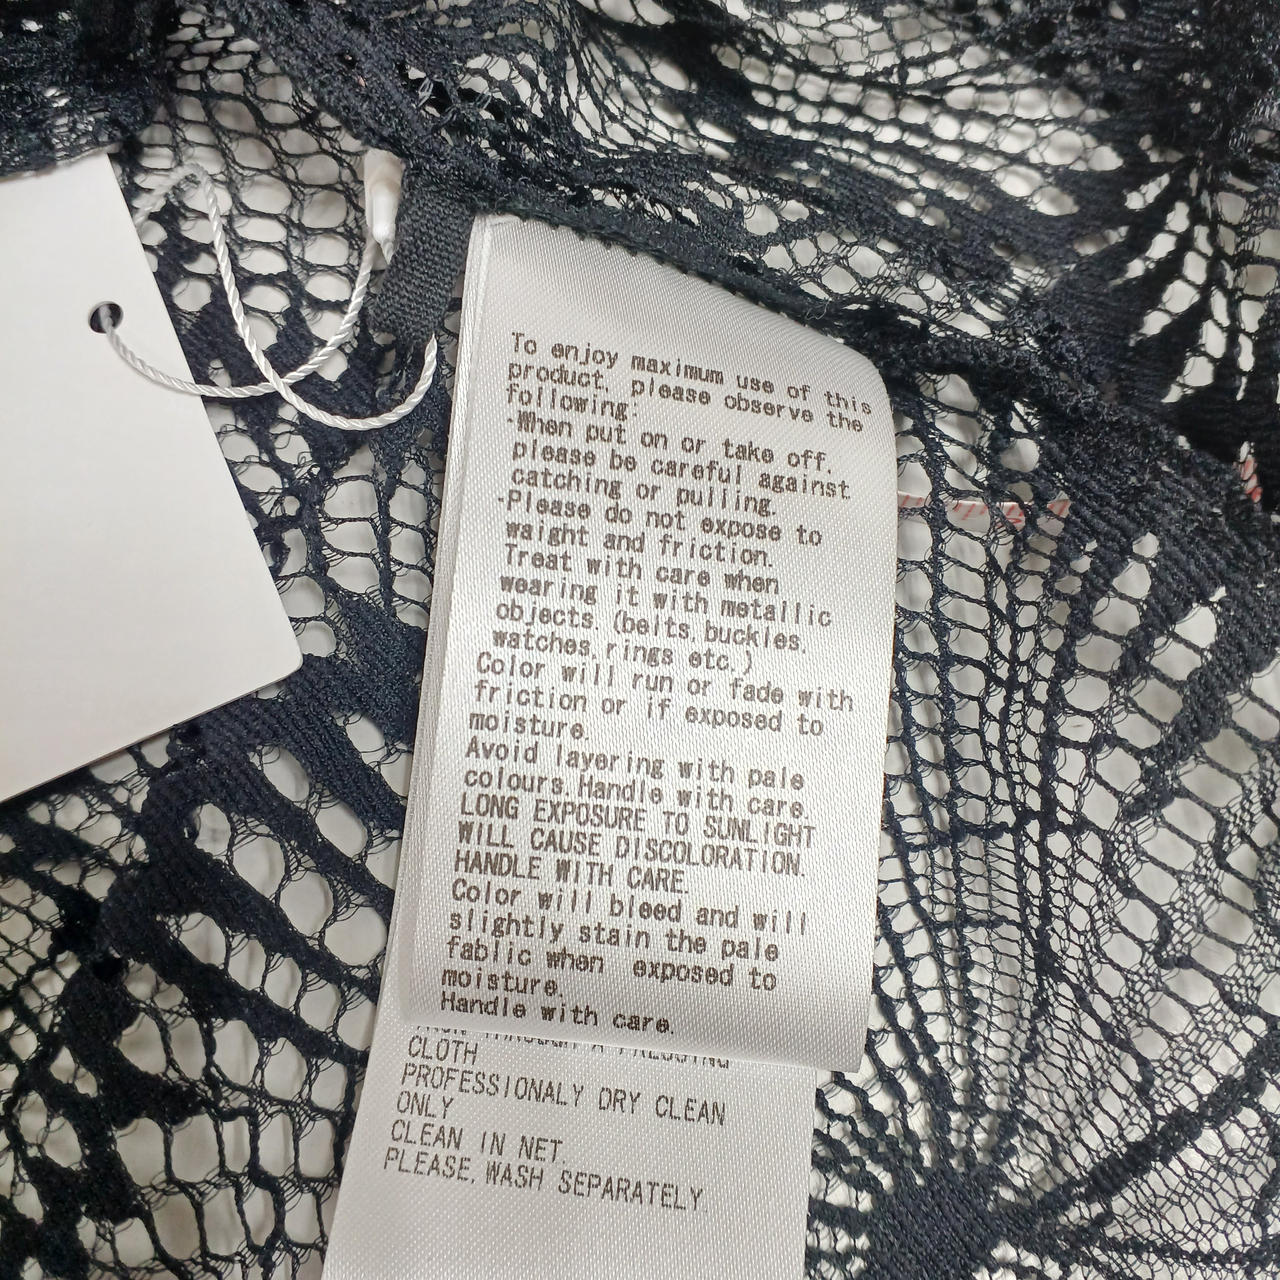 To enjoy maximum use of this
product. please observe the
following:
·When put on or take off.
please be careful against
catching or pulling.
·Please do not expose to
waight and friction.
Treat with care when
wearing it with metallic
objects. (belts, buckles,
watches, rings etc.)
Color will run or fade with
friction or if exposed to
moisture.
Avoid layering with pale
colours. Handle with care.
LONG EXPOSURE TO SUNLIGHT
WILL CAUSE DISCOLORATION.
HANDLE WITH CARE.
Color will bleed and will
slightly stain the pale
fablic when exposed to
moisture.
Handle with care.
THROUGH A PRESSING
CLOTH
PROFESSIONALY DRY CLEAN
ONLY
CLEAN IN NET.
PLEASE, WASH SEPARATELY.